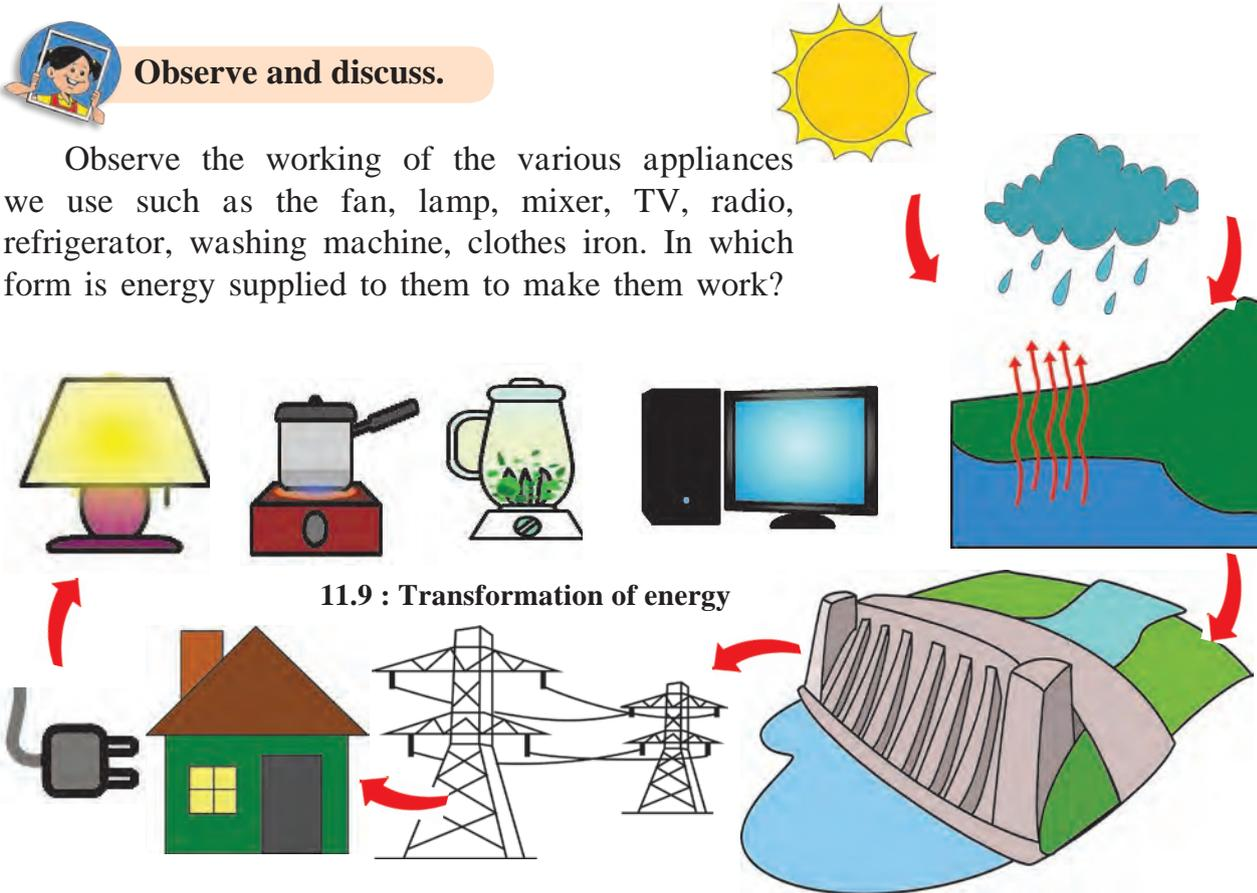 Observe and discuss.
Observe the working of the various appliances
we use such as the fan, lamp, mixer, TV, radio,
refrigerator, washing machine, clothes iron. In which
form is energy supplied to them to make them work?
11.9 : Transformation of energy